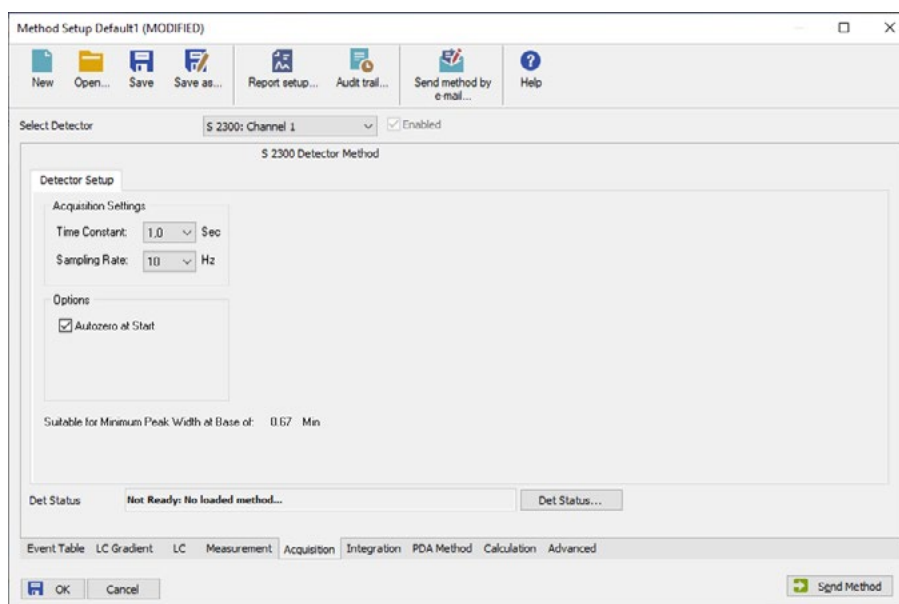 Method Setup Default1 (MODIFIED)
New Open... Save Save as... Report setup... Audit trail... Send method by e-mail... Help
Select Detector S 2300: Channel 1 Enabled
S 2300 Detector Method
Detector Setup
Acquisition Settings
Time Constant: 1.0 Sec
Sampling Rate: 10 Hz
Options
Autozero at Start
Suitable for Minimum Peak Width at Base of: 0.67 Min
Det Status Not Ready: No loaded method... Det Status...
Event Table LC Gradient LC Measurement Acquisition Integration PDA Method Calculation Advanced
OK Cancel Send Method